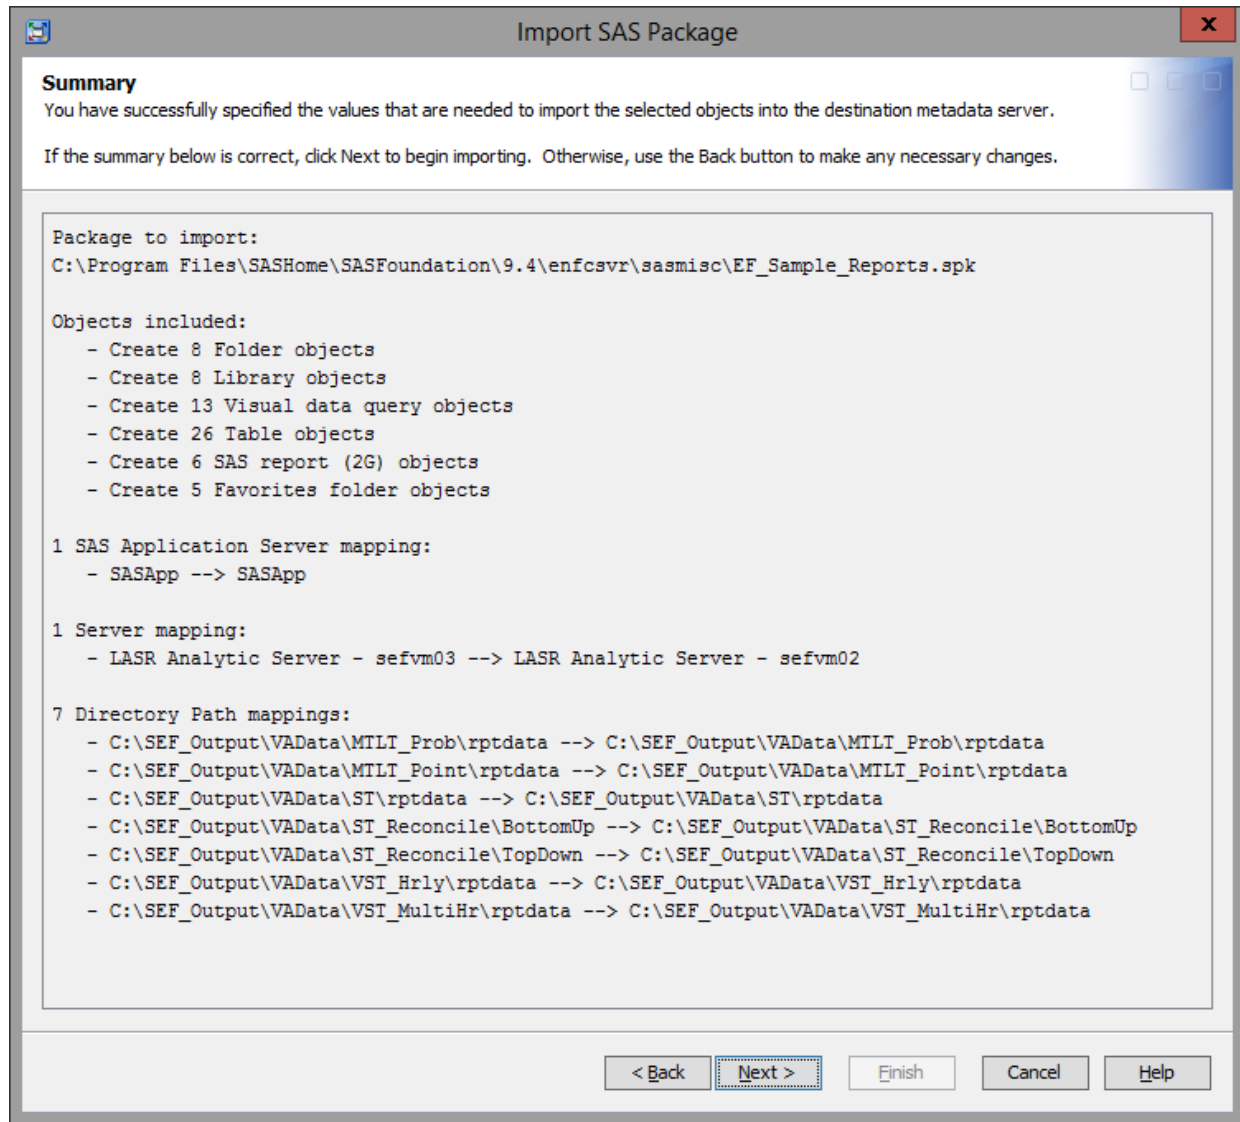 Import SAS Package
x
Summary
You have successfully specified the values that are needed to import the selected objects into the destination metadata server.
If the summary below is correct, click Next to begin importing.  Otherwise, use the Back button to make any necessary changes.
Package to import:
C:\Program Files\SASHome\SASFoundation\9.4\enfcsvr\sasmisc\EF_Sample_Reports.spk
Objects included:
- Create 8 Folder objects
- Create 8 Library objects
- Create 13 Visual data query objects
- Create 26 Table objects
- Create 6 SAS report (2G) objects
- Create 5 Favorites folder objects
1 SAS Application Server mapping:
- SASApp --> SASApp
1 Server mapping:
- LASR Analytic Server - sefvm03 --> LASR Analytic Server - sefvm02
7 Directory Path mappings:
- C:\SEF_Output\VAData\MTLT_Prob\rptdata --> C:\SEF_Output\VAData\MTLT_Prob\rptdata
- C:\SEF_Output\VAData\MTLT_Point\rptdata --> C:\SEF_Output\VAData\MTLT_Point\rptdata
- C:\SEF_Output\VAData\ST\rptdata --> C:\SEF_Output\VAData\ST\rptdata
- C:\SEF_Output\VAData\ST_Reconcile\BottomUp --> C:\SEF_Output\VAData\ST_Reconcile\BottomUp
- C:\SEF_Output\VAData\ST_Reconcile\TopDown --> C:\SEF_Output\VAData\ST_Reconcile\TopDown
- C:\SEF_Output\VAData\VST_Hrly\rptdata --> C:\SEF_Output\VAData\VST_Hrly\rptdata
- C:\SEF_Output\VAData\VST_MultiHr\rptdata --> C:\SEF_Output\VAData\VST_MultiHr\rptdata
< Back Next > Finish Cancel Help